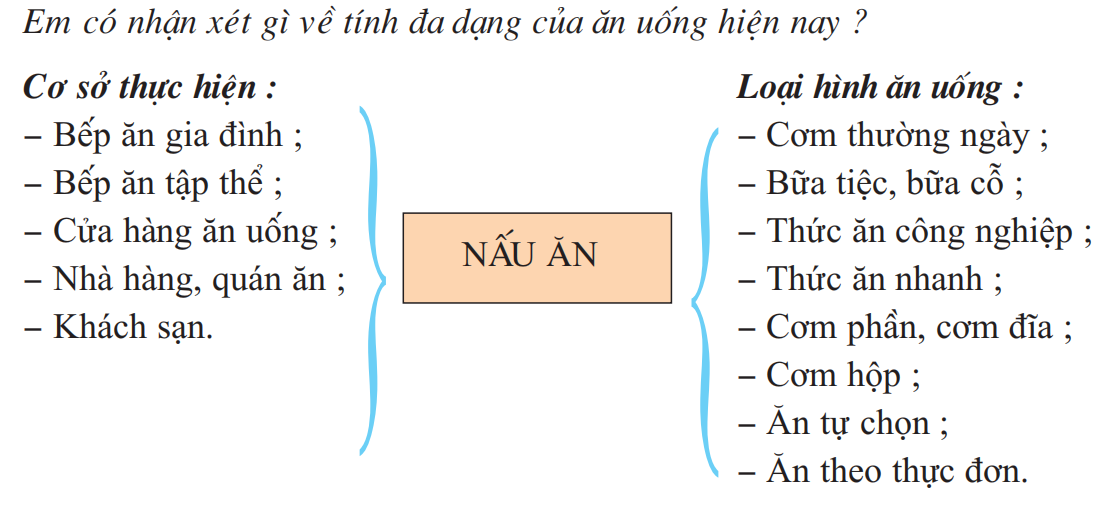 Em có nhận xét gì về tính đa dạng của ăn uống hiện nay ?
Cơ sở thực hiện :
– Bếp ăn gia đình ;
– Bếp ăn tập thể ;
– Cửa hàng ăn uống ;
– Nhà hàng, quán ăn ;
– Khách sạn.
NẤU ĂN
Loại hình ăn uống :
– Cơm thường ngày ;
– Bữa tiệc, bữa cỗ ;
– Thức ăn công nghiệp ;
– Thức ăn nhanh ;
– Cơm phần, cơm đĩa ;
– Cơm hộp ;
– Ăn tự chọn ;
– Ăn theo thực đơn.